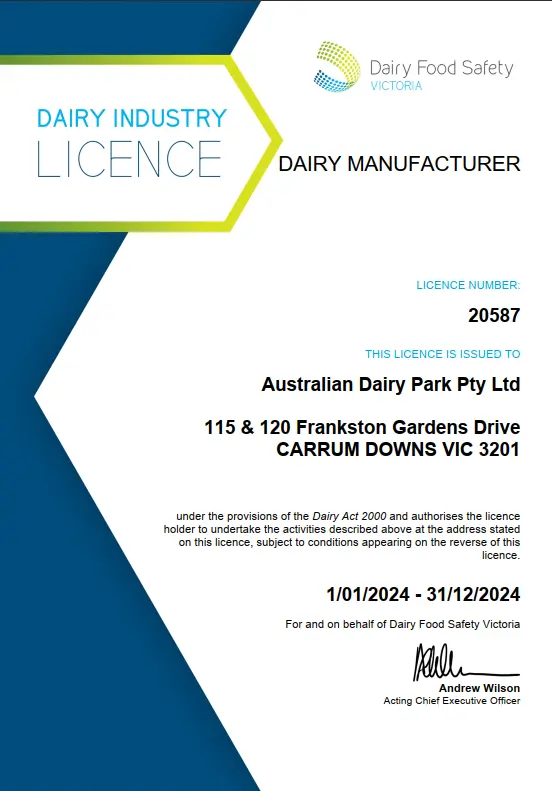 Dairy Food Safety
VICTORIA
DAIRY INDUSTRY
LICENCE
DAIRY MANUFACTURER
LICENCE NUMBER:
20587
THIS LICENCE IS ISSUED TO
Australian Dairy Park Pty Ltd
115 & 120 Frankston Gardens Drive
CARRUM DOWNS VIC 3201
under the provisions of the Dairy Act 2000 and authorises the licence
holder to undertake the activities described above at the address stated
on this licence, subject to conditions appearing on the reverse of this
licence.
1/01/2024 - 31/12/2024
For and on behalf of Dairy Food Safety Victoria
Andrew Wilson
Acting Chief Executive Officer